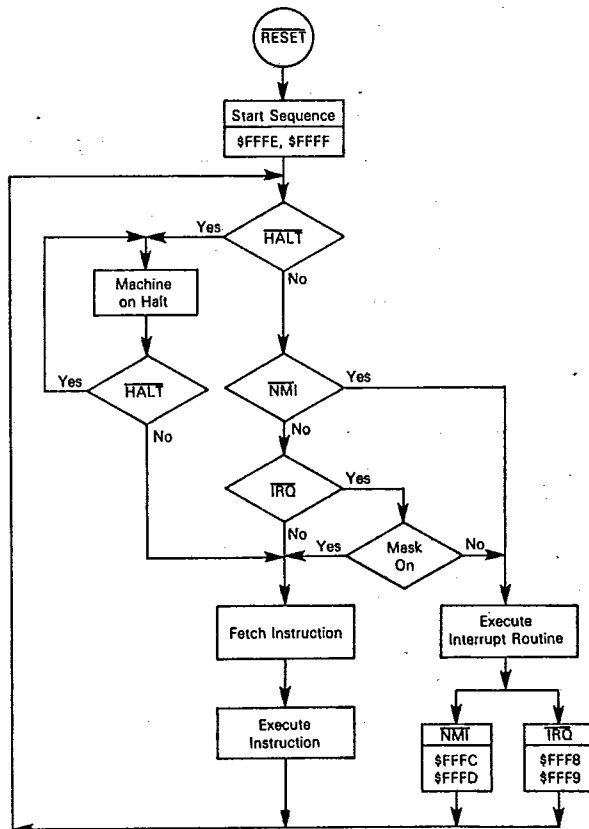 RESET
Start Sequence
$FFFE, $FFFF
Yes
HALT
No
Machine
on Halt
Yes
HALT
No
NMI
Yes
No
IRQ
Yes
No
Yes
Mask
On
No
Fetch Instruction
Execute
Interrupt Routine
Execute
Instruction
NMI
$FFFC
$FFFD
IRQ
$FFF8
$FFF9